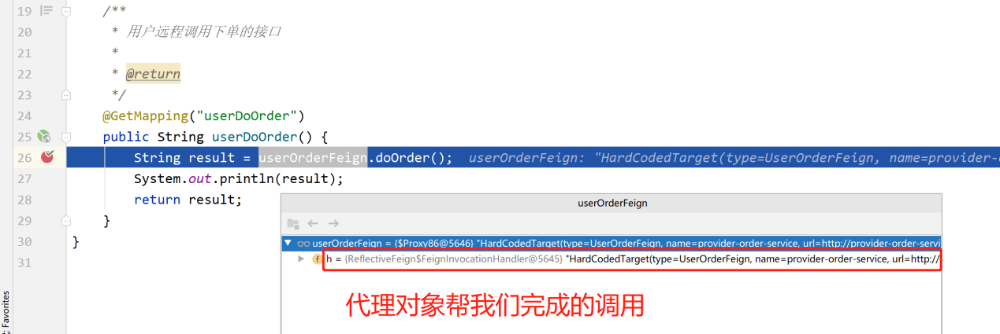 19 /**
20 * 用户远程调用下单的接口
21 *
22 * @return
23 */
24 @GetMapping("userDoOrder")
25 public String userDoOrder() {
26 String result = userOrderFeign.doOrder(); userOrderFeign: "HardCodedTarget(type=UserOrderFeign, name=provider-
27 System.out.println(result);
28 return result;
29 }
30 }
31
userOrderFeign
userOrderFeign = {$Proxy86@5646} "HardCodedTarget(type=UserOrderFeign, name=provider-order-service, url=http://provider-order-servi
f h = {ReflectiveFeign$FeignInvocationHandler@5645} "HardCodedTarget(type=UserOrderFeign, name=provider-order-service, url=http://
代理对象帮我们完成的调用
Favorites